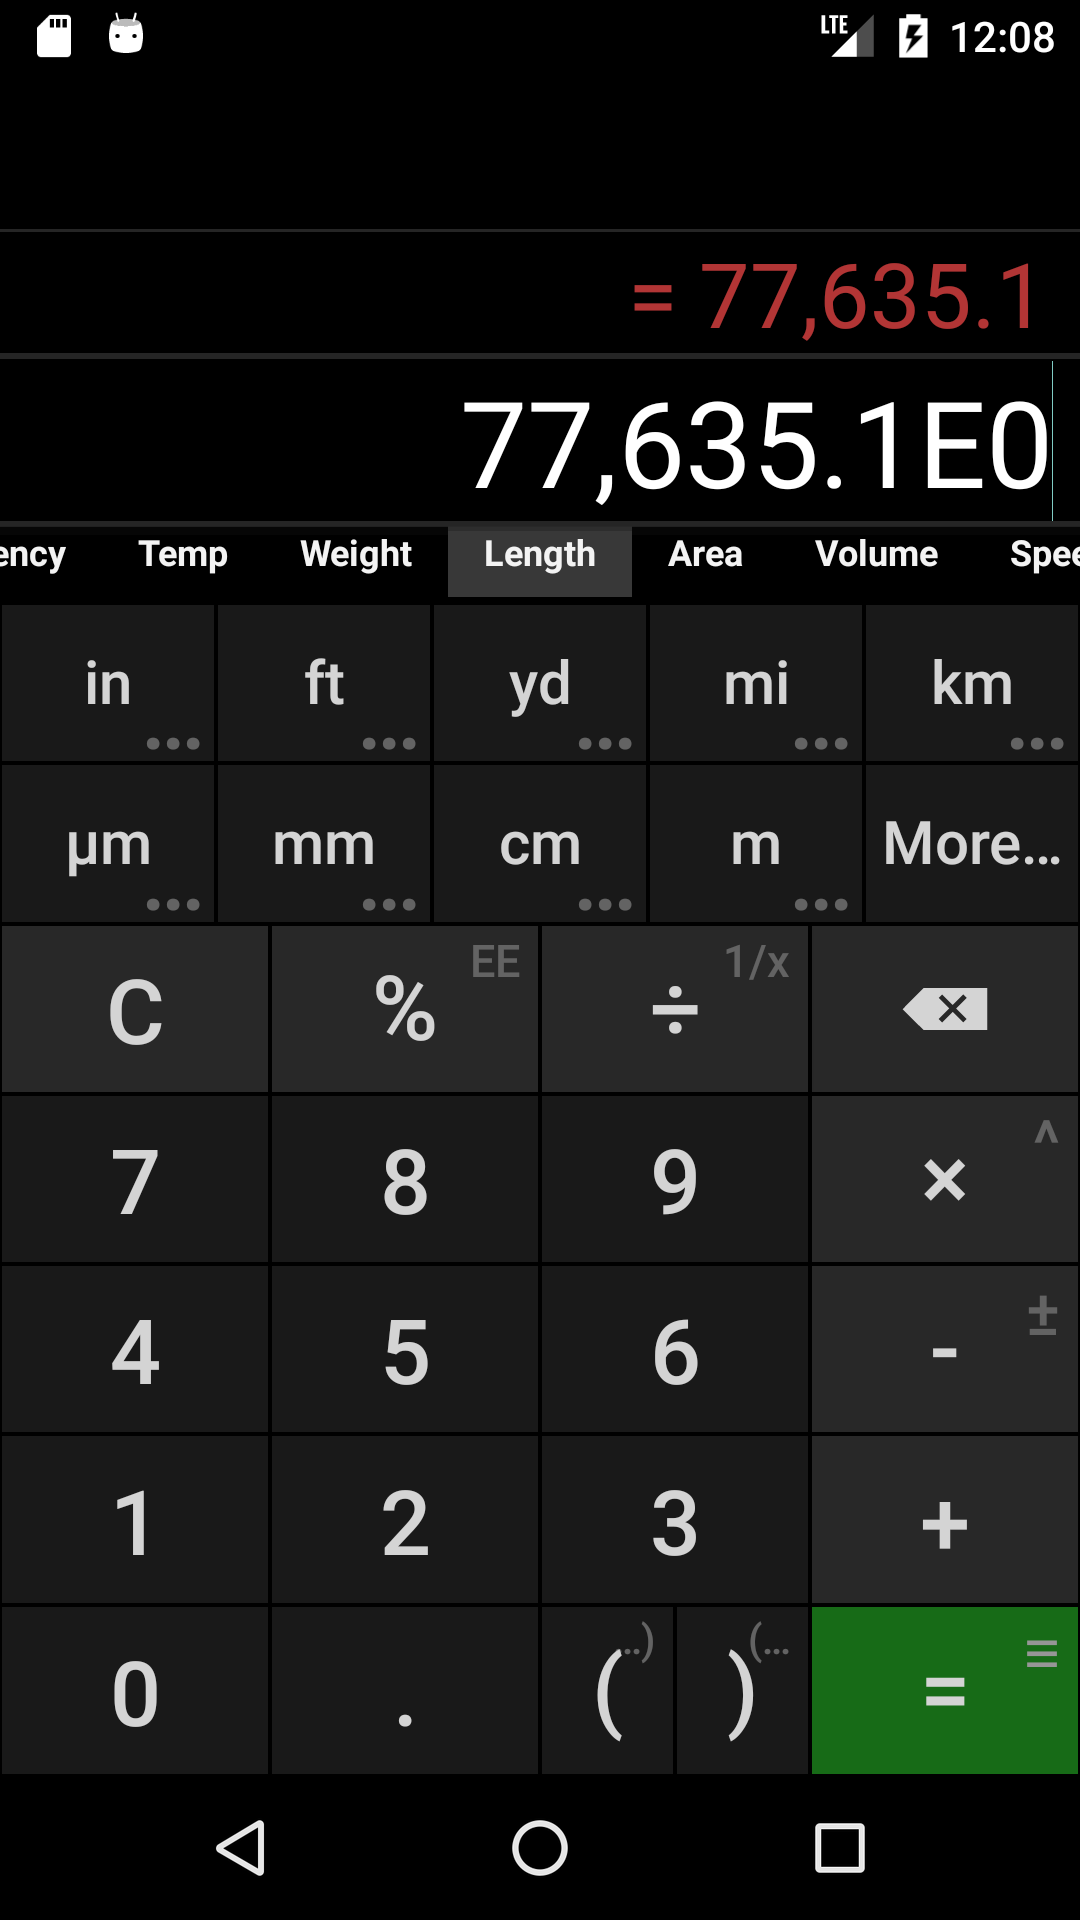 LTE 12:08
= 77,635.1
77,635.1E0
ency Temp Weight Length Area Volume Spee
in ft yd mi km
µm mm cm m More...
C % EE ÷ 1/x
7 8 9 × ^
4 5 6 - ±
1 2 3 + 
0 . ( ..) ) (... =